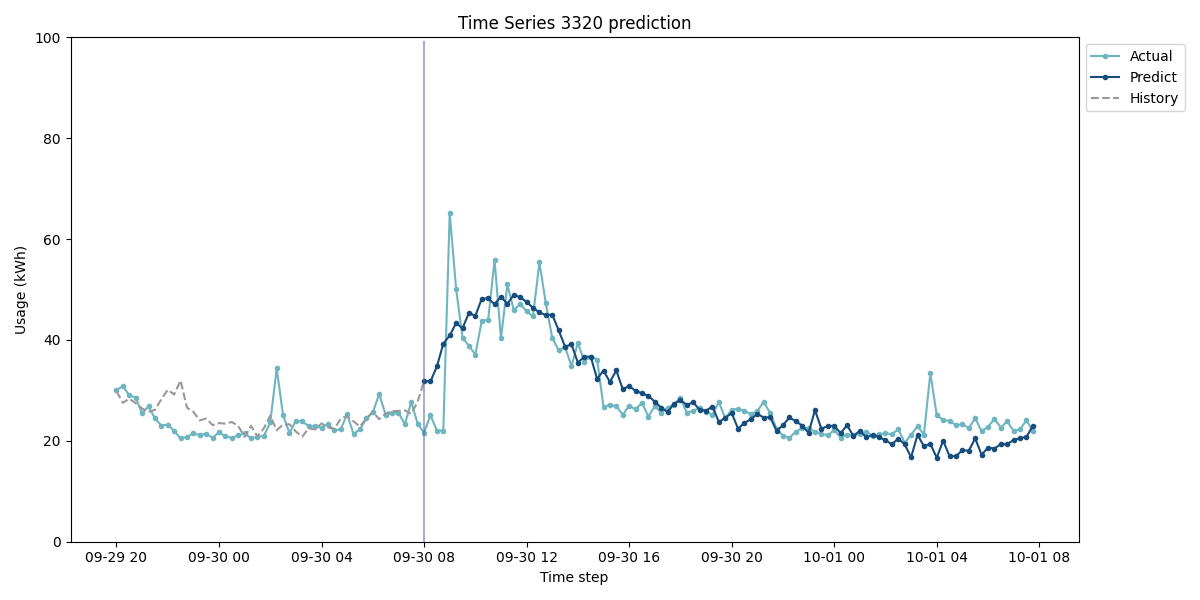 Time Series 3320 prediction
Usage (kWh)
100
80
60
40
20
0
09-29 20
09-30 00
09-30 04
09-30 08
09-30 12
09-30 16
09-30 20
10-01 00
10-01 04
10-01 08
Time step
Actual
Predict
History